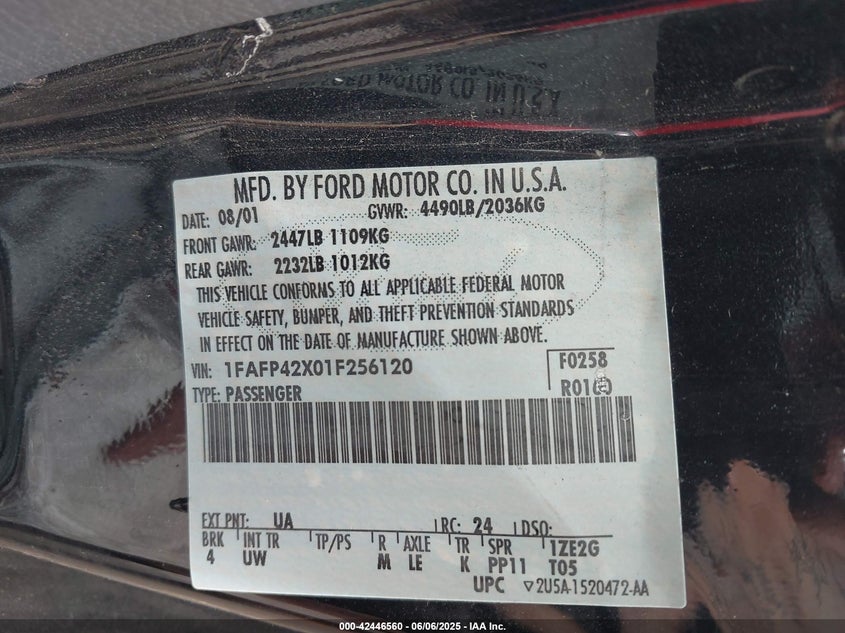 MFD. BY FORD MOTOR CO. IN U.S.A.
DATE: 08/01 GVWR: 4490LB/2036KG
FRONT GAWR: 2447LB 1109KG
REAR GAWR: 2232LB 1012KG
THIS VEHICLE CONFORMS TO ALL APPLICABLE FEDERAL MOTOR
VEHICLE SAFETY, BUMPER, AND THEFT PREVENTION STANDARDS
IN EFFECT ON THE DATE OF MANUFACTURE SHOWN ABOVE.
VIN: 1FAFP42X01F256120 F0258
TYPE: PASSENGER
EXT PNT: UA RC: 24 DSO:
BRK INT TR TP/PS R AXLE TR SPR 1ZE2G
4 UW M LE K PP11 T05
UPC ▽2U5A-1520472-AA
000-42446560 - 06/06/2025 - IAA Inc.